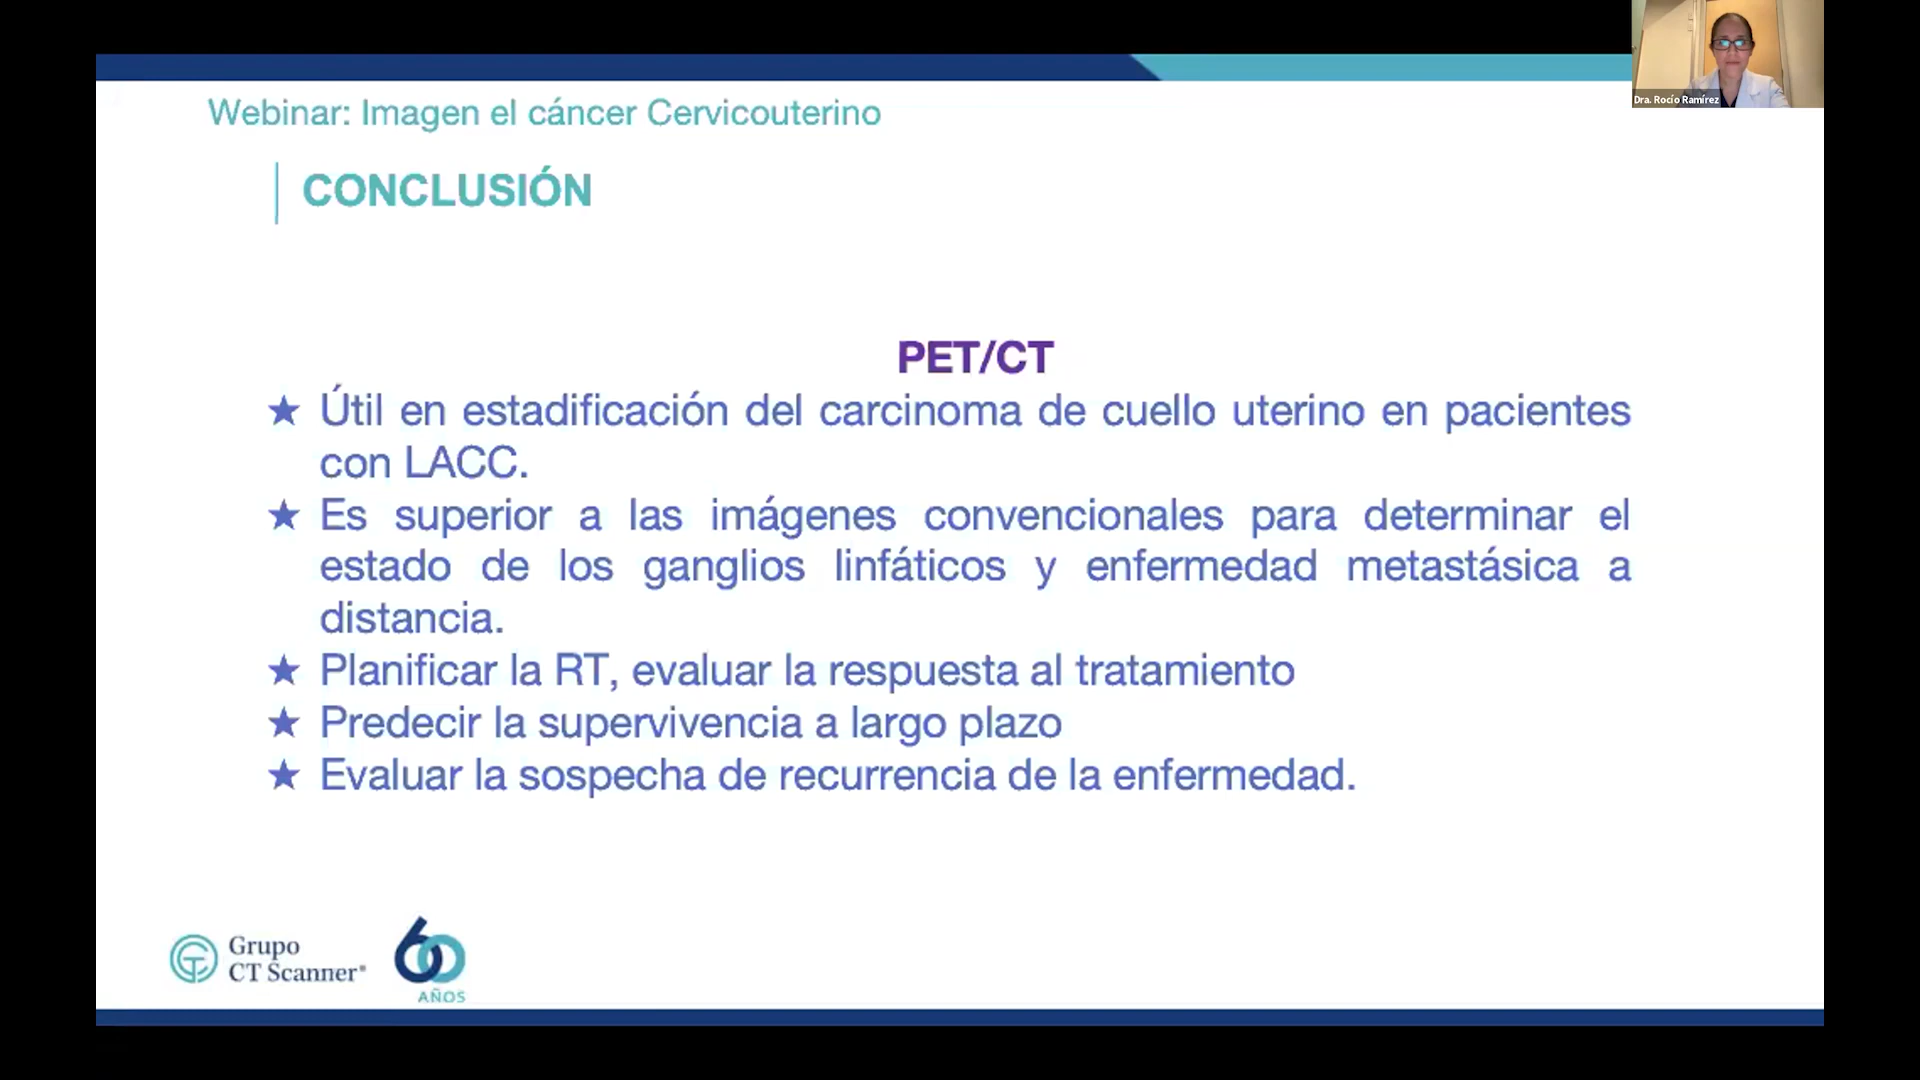 Dra. Rocío Ramírez
Webinar: Imagen el cáncer Cervicouterino
CONCLUSIÓN
PET/CT
★ Útil en estadificación del carcinoma de cuello uterino en pacientes
con LACC.
★ Es superior a las imágenes convencionales para determinar el
estado de los ganglios linfáticos y enfermedad metastásica a
distancia.
★ Planificar la RT, evaluar la respuesta al tratamiento
★ Predecir la supervivencia a largo plazo
★ Evaluar la sospecha de recurrencia de la enfermedad.
Grupo
CT Scanner®
60
AÑOS